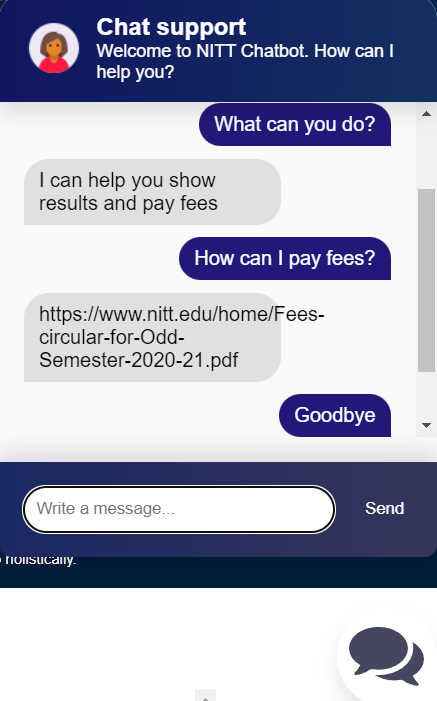 Chat support
Welcome to NITT Chatbot. How can I
help you?
What can you do?
I can help you show
results and pay fees
How can I pay fees?
https://www.nitt.edu/home/Fees-
circular-for-Odd-
Semester-2020-21.pdf
Goodbye
Write a message...
Send
holistically.